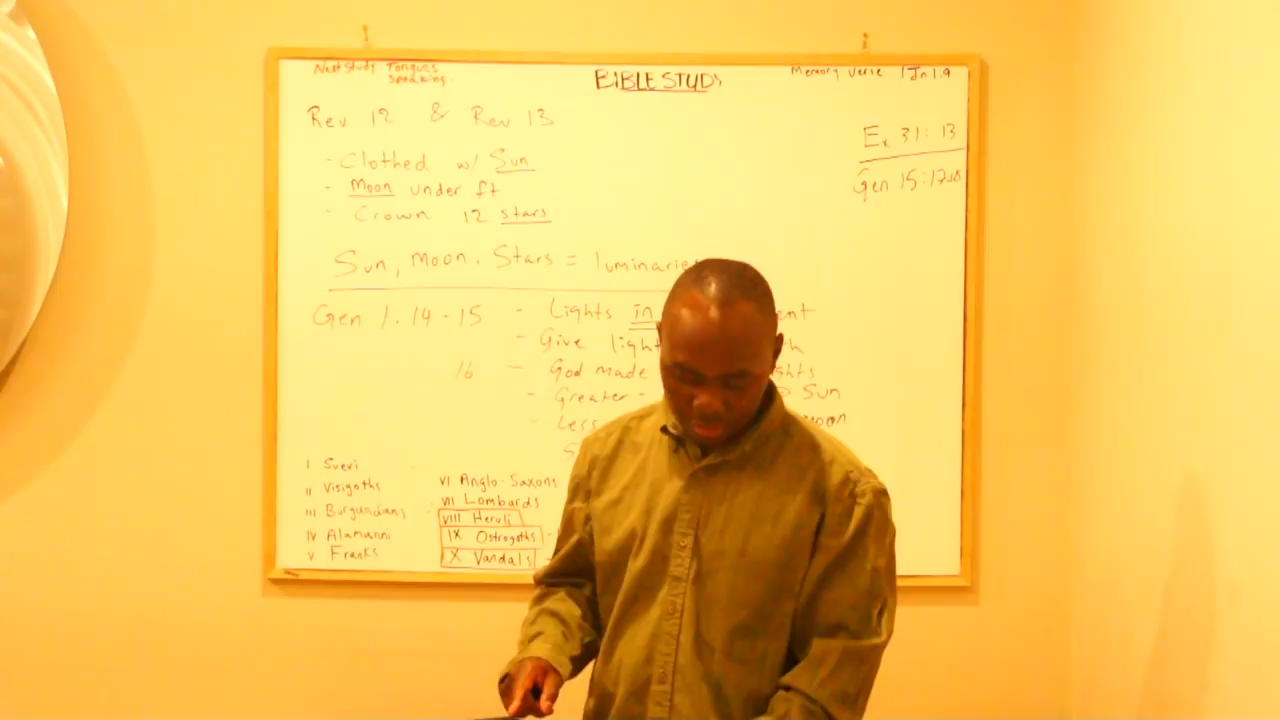 Next Study: Tongues
Speaking.
BIBLE STUDY
Memory Verse 1 Jn 1.9
Rev 12 & Rev 13
Ex 31:13
Gen 15:17
- Clothed w/ Sun
- Moon under ft
- Crown 12 stars
Sun, Moon, Stars = luminaries
Gen 1.14-15 - Lights in ent
- Give light th
16 - God made ghts
- Greater - Sun
- Less moon
S
I Suevi
II Visigoths
III Burgundians
IV Alamanni
V Franks
VI Anglo-Saxons
VII Lombards
VIII Heruli
IX Ostrogoths
X Vandals